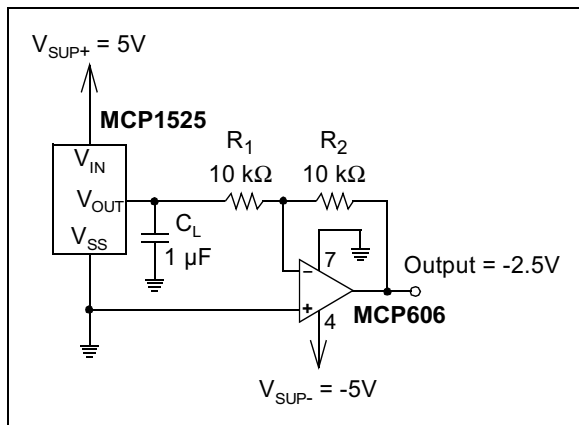 V_SUP+ = 5V
MCP1525
V_IN
V_OUT
V_SS
R_1
10 kΩ
R_2
10 kΩ
C_L
1 µF
7
−
+
4
Output = -2.5V
MCP606
V_SUP- = -5V